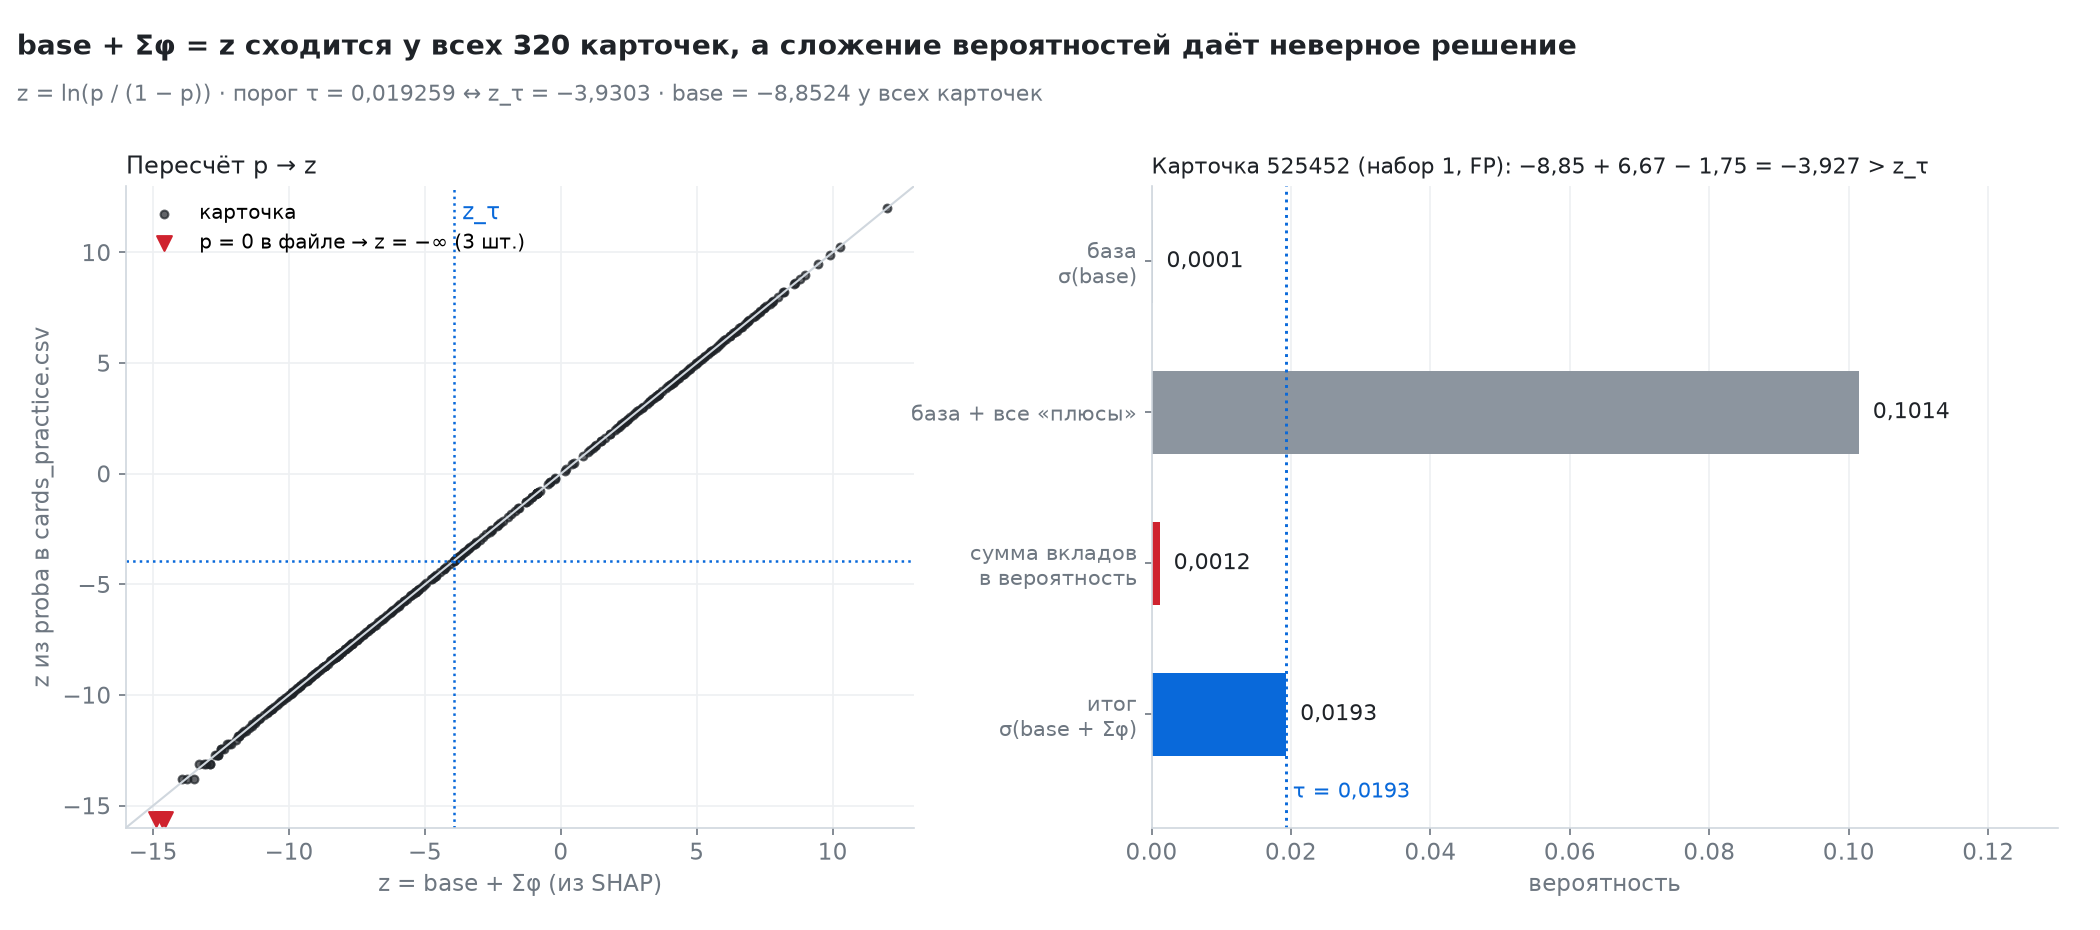 base + Σφ = z сходится у всех 320 карточек, а сложение вероятностей даёт неверное решение
z = ln(p / (1 − p)) · порог τ = 0,019259 ↔ z_τ = −3,9303 · base = −8,8524 у всех карточек
Пересчёт p → z
карточка
p = 0 в файле → z = −∞ (3 шт.)
z_τ
z из proba в cards_practice.csv
10
5
0
−5
−10
−15
−15
−10
−5
0
5
10
z = base + Σφ (из SHAP)
Карточка 525452 (набор 1, FP): −8,85 + 6,67 − 1,75 = −3,927 > z_τ
база
σ(base)
0,0001
база + все «плюсы»
0,1014
сумма вкладов
в вероятность
0,0012
итог
σ(base + Σφ)
0,0193
τ = 0,0193
0.00
0.02
0.04
0.06
0.08
0.10
0.12
вероятность